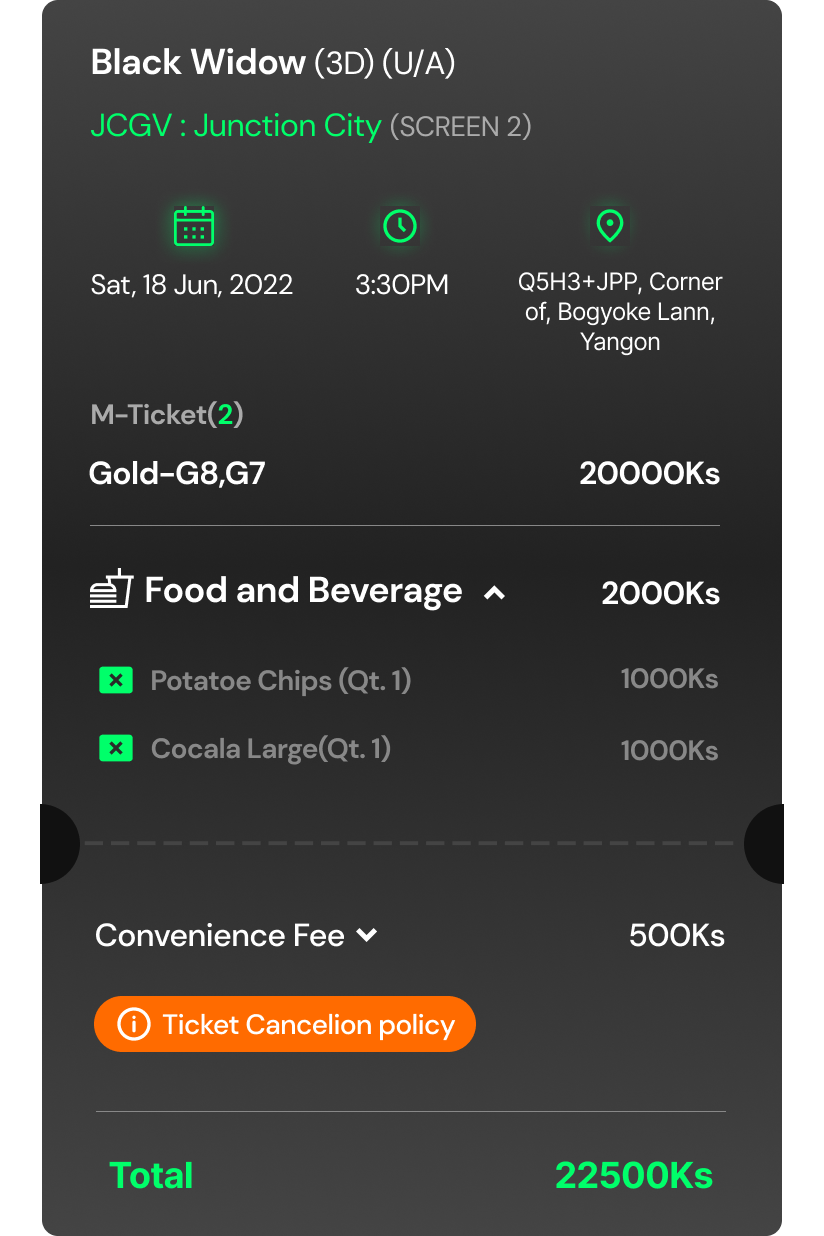 Black Widow (3D) (U/A)
JCGV : Junction City (SCREEN 2)
Sat, 18 Jun, 2022
3:30PM
Q5H3+JPP, Corner
of, Bogyoke Lann,
Yangon
M-Ticket(2)
Gold-G8,G7 20000Ks
Food and Beverage 2000Ks
Potatoe Chips (Qt. 1) 1000Ks
Cocala Large(Qt. 1) 1000Ks
Convenience Fee 500Ks
Ticket Cancelion policy
Total 22500Ks